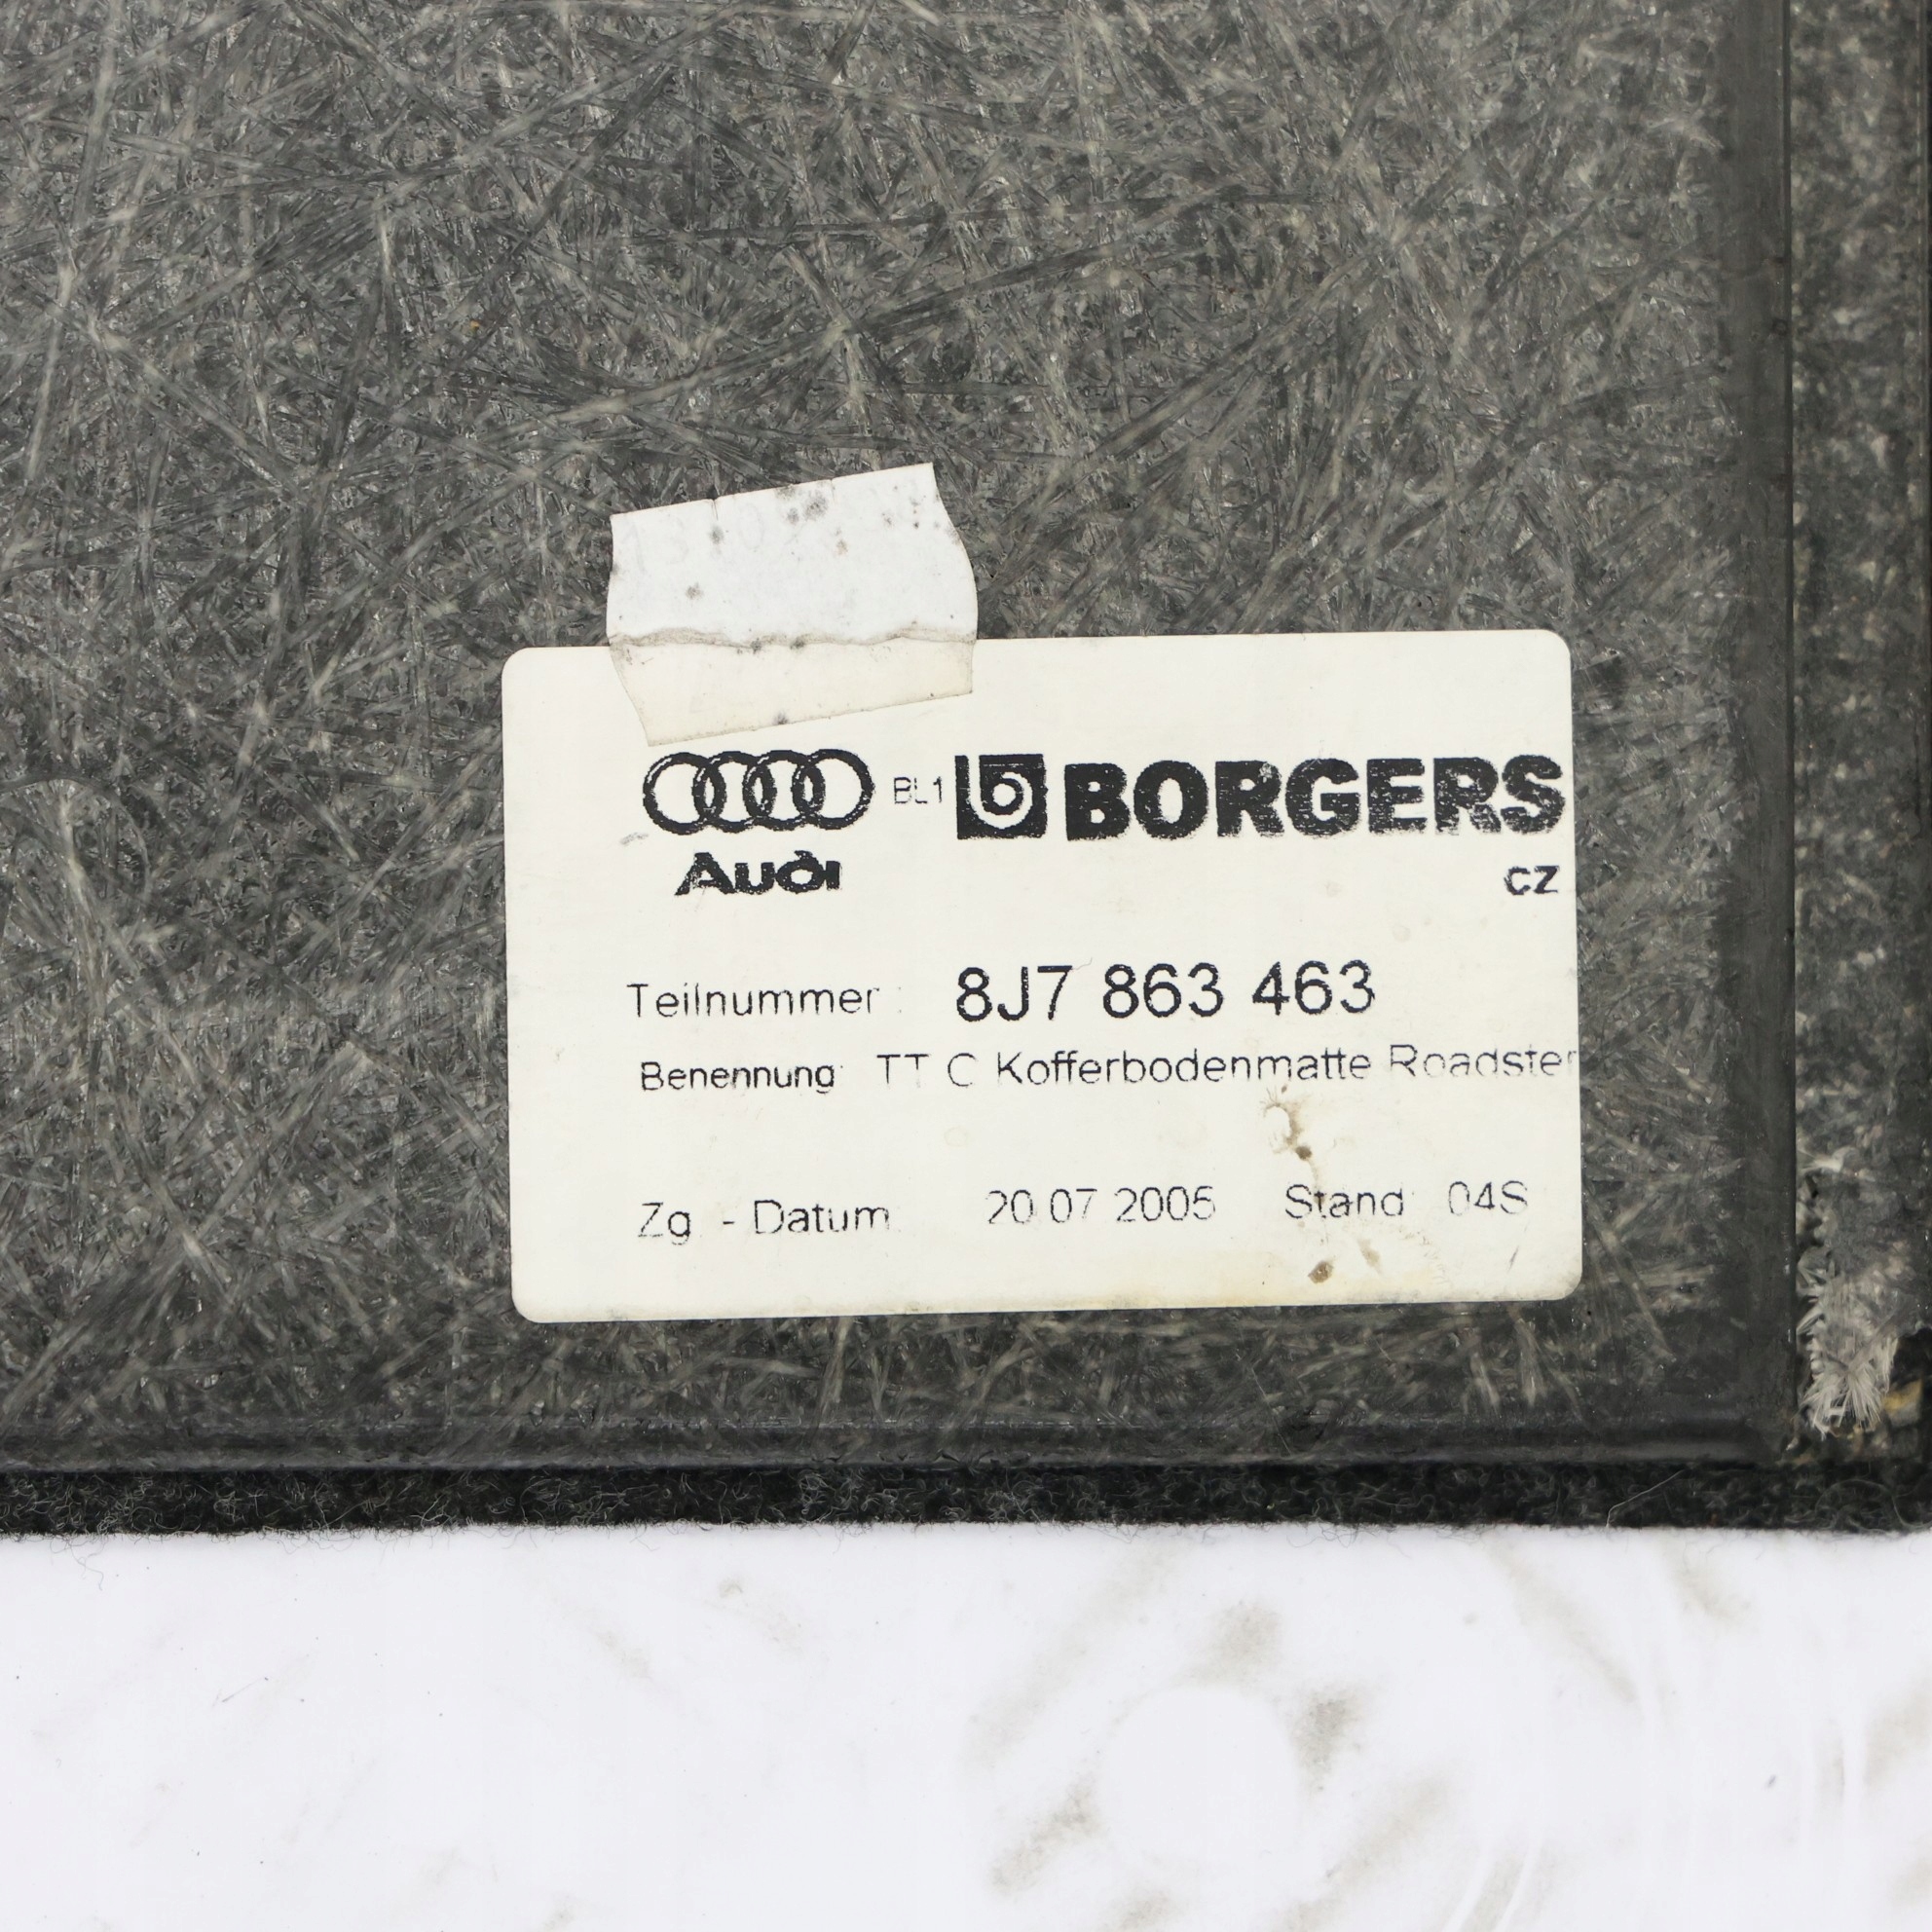 BL1 BORGERS
Audi
CZ
Teilnummer : 8J7 863 463
Benennung: TT C Kofferbodenmatte Roadster
Zg. - Datum 20.07.2005 Stand 04S